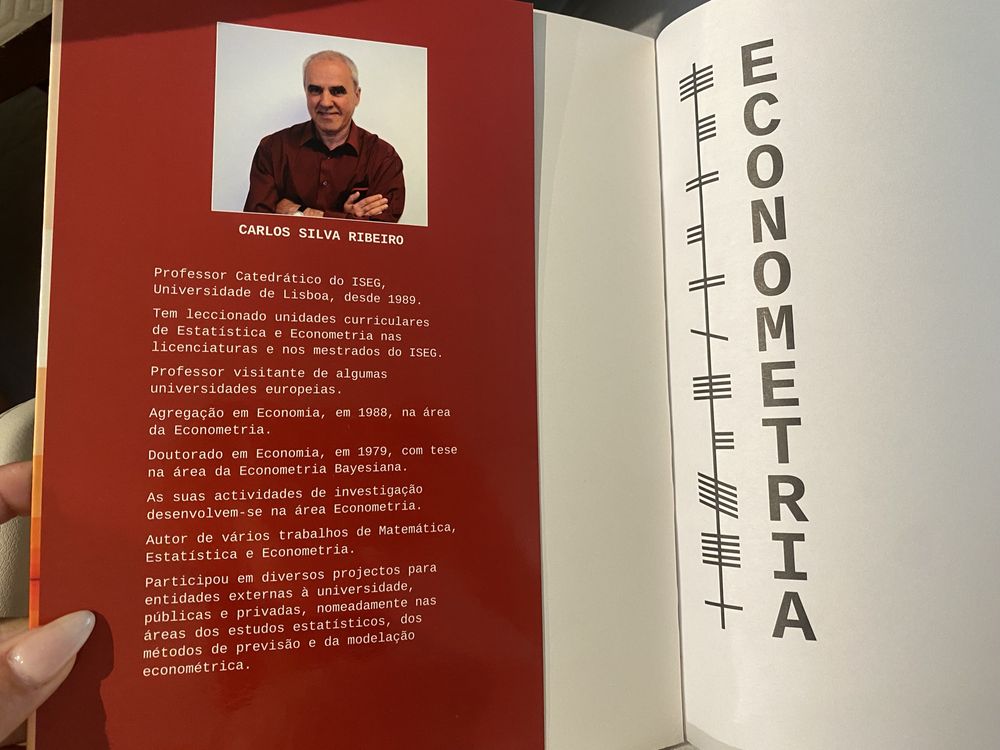 CARLOS SILVA RIBEIRO
Professor Catedrático do ISEG,
Universidade de Lisboa, desde 1989.
Tem leccionado unidades curriculares
de Estatística e Econometria nas
licenciaturas e nos mestrados do ISEG.
Professor visitante de algumas
universidades europeias.
Agregação em Economia, em 1988, na área
da Econometria.
Doutorado em Economia, em 1979, com tese
na área da Econometria Bayesiana.
As suas actividades de investigação
desenvolvem-se na área Econometria.
Autor de vários trabalhos de Matemática,
Estatística e Econometria.
Participou em diversos projectos para
entidades externas à universidade,
públicas e privadas, nomeadamente nas
áreas dos estudos estatísticos, dos
métodos de previsão e da modelação
econométrica.
ECONOMETRIA